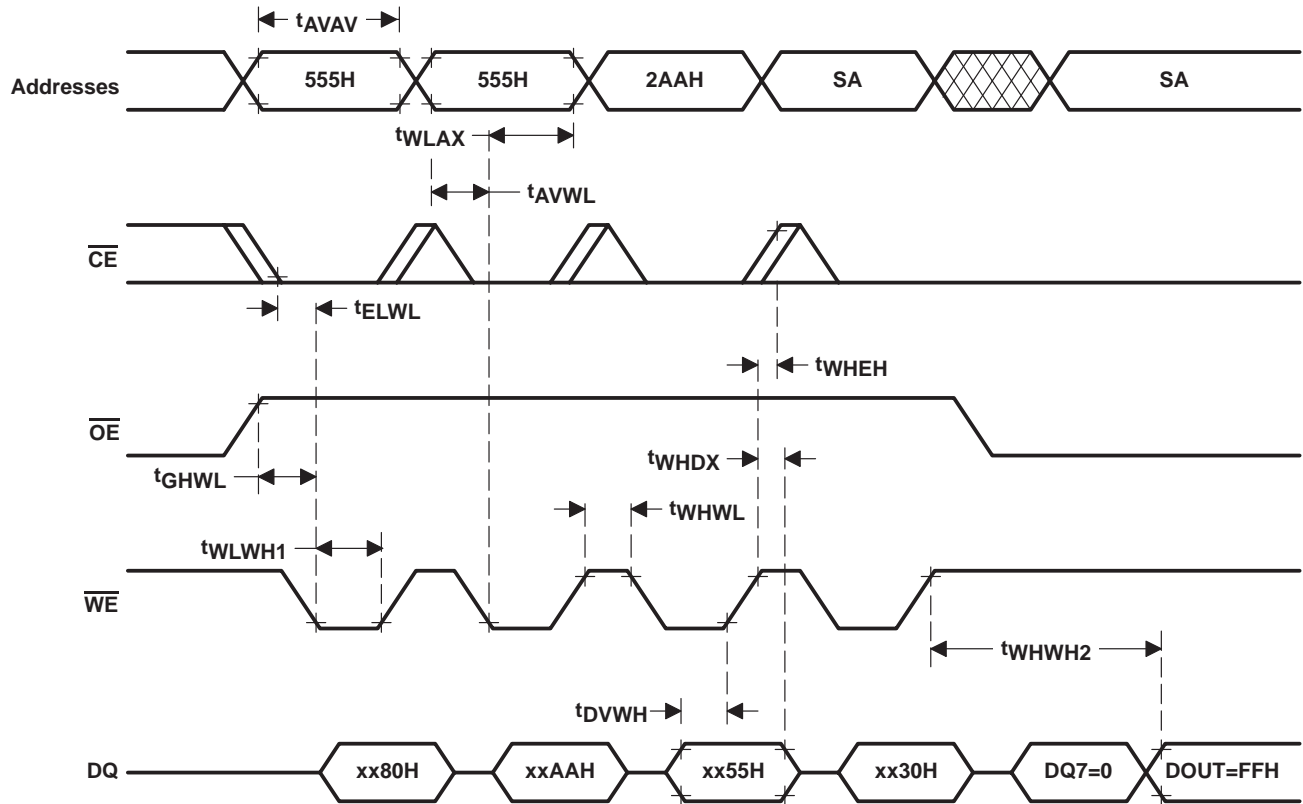 tAVAV
Addresses
555H 555H 2AAH SA SA
tWLAX
tAVWL
CE
tELWL
tWHEH
OE
tWHDX
tGHWL
tWHWL
tWLWH1
WE
tWHWH2
tDVWH
DQ
xx80H xxAAH xx55H xx30H DQ7=0 DOUT=FFH